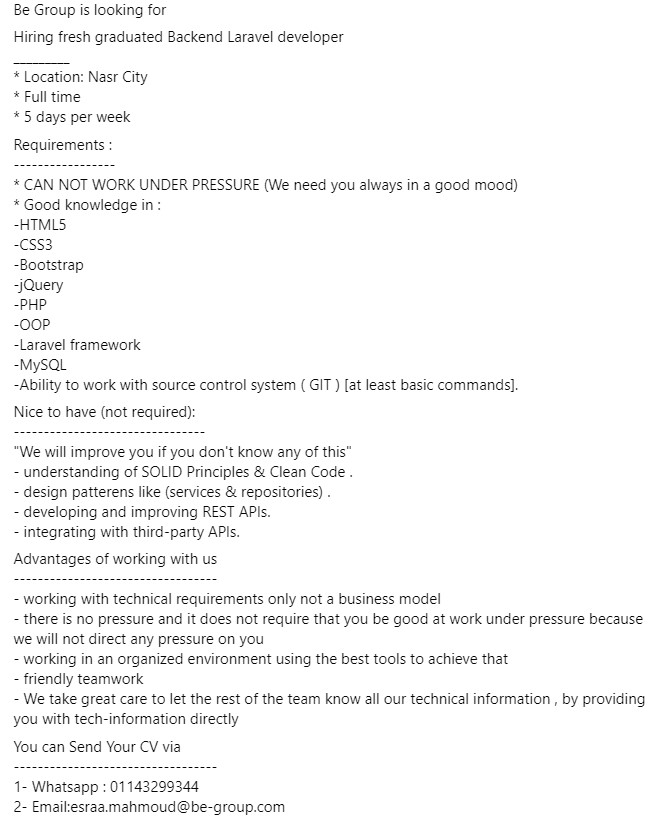 Be Group is looking for
Hiring fresh graduated Backend Laravel developer
_________
* Location: Nasr City
* Full time
* 5 days per week
Requirements :
-----------------
* CAN NOT WORK UNDER PRESSURE (We need you always in a good mood)
* Good knowledge in :
-HTML5
-CSS3
-Bootstrap
-jQuery
-PHP
-OOP
-Laravel framework
-MySQL
-Ability to work with source control system ( GIT ) [at least basic commands].
Nice to have (not required):
--------------------------------
"We will improve you if you don't know any of this"
- understanding of SOLID Principles & Clean Code .
- design patterens like (services & repositories) .
- developing and improving REST APIs.
- integrating with third-party APIs.
Advantages of working with us
----------------------------------
- working with technical requirements only not a business model
- there is no pressure and it does not require that you be good at work under pressure because
we will not direct any pressure on you
- working in an organized environment using the best tools to achieve that
- friendly teamwork
- We take great care to let the rest of the team know all our technical information , by providing
you with tech-information directly
You can Send Your CV via
----------------------------------
1- Whatsapp : 01143299344
2- Email:esraa.mahmoud@be-group.com